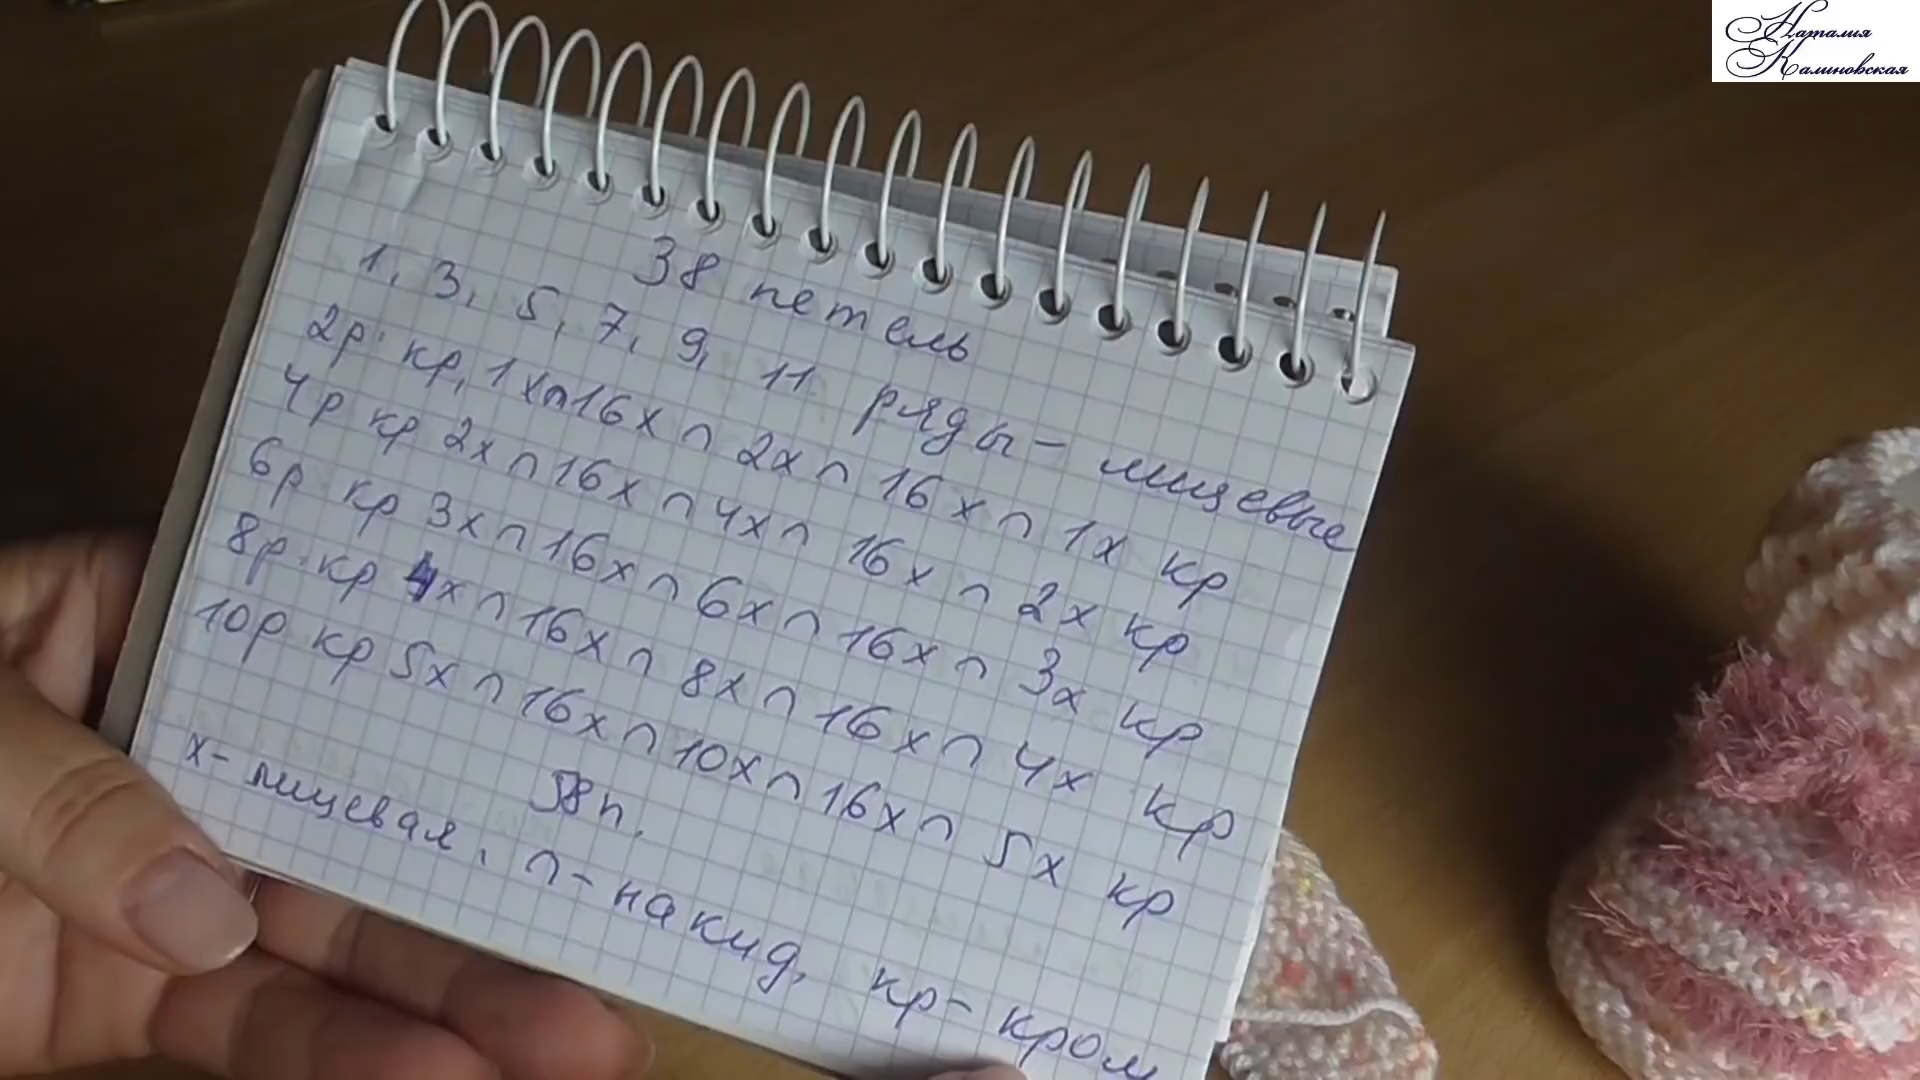 Наталия
Калиновская
38 петель
1, 3, 5, 7, 9, 11 ряды - лицевые
2р: кр, 1х∩16х∩2х∩16х∩1х кр
4р кр 2х∩16х∩4х∩16х∩2х кр
6р кр 3х∩16х∩6х∩16х∩3х кр
8р. кр 4х∩16х∩8х∩16х∩4х кр
10р кр 5х∩16х∩10х∩16х∩5х кр
58п.
х- лицевая, ∩- накид, кр- кром